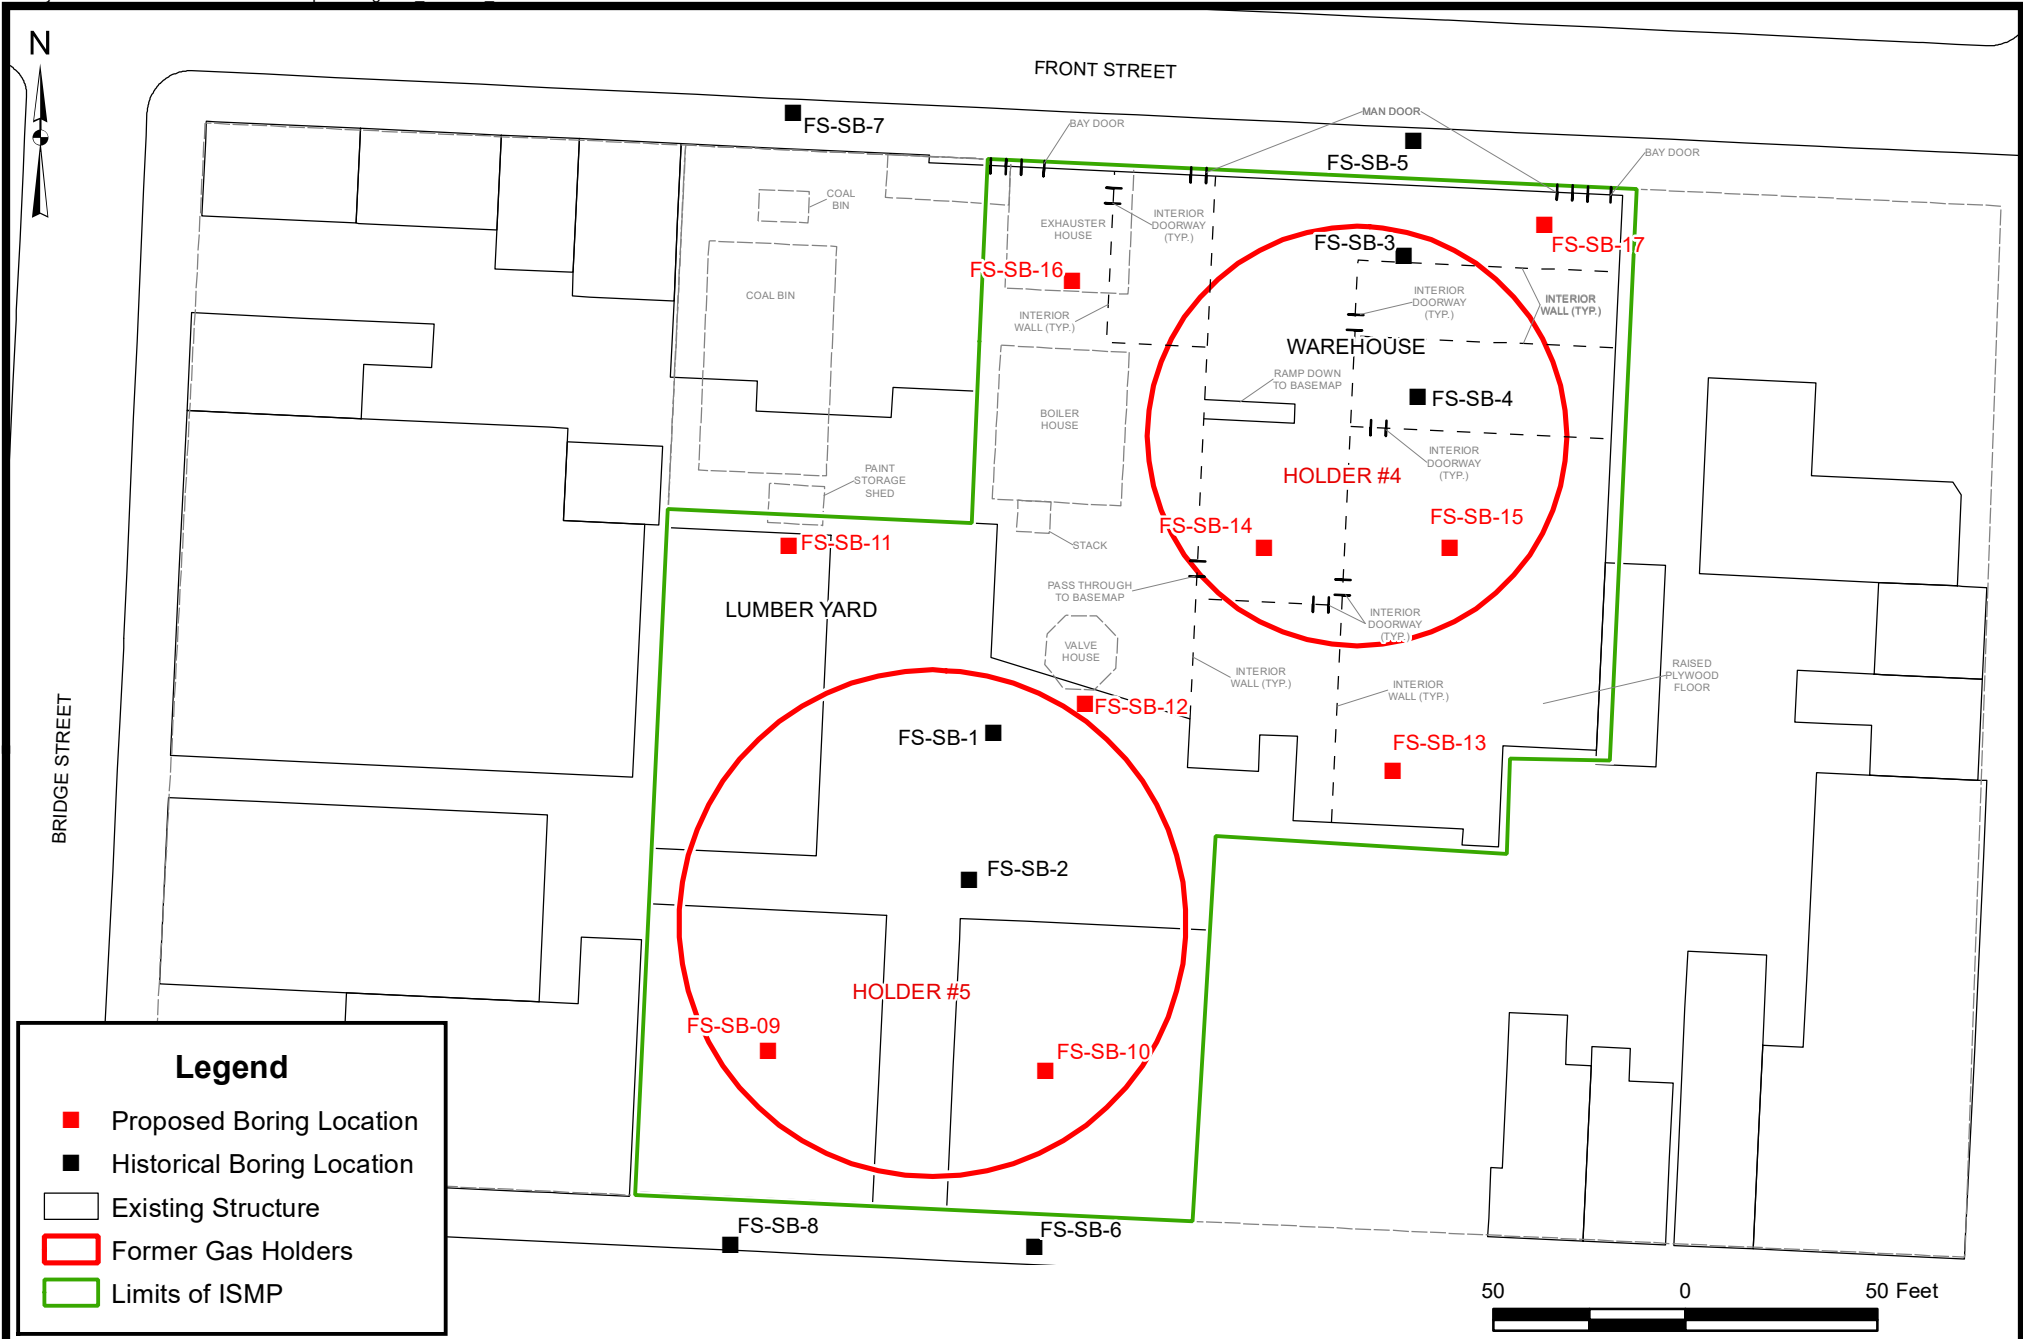 N
FRONT STREET
FS-SB-7
BAY DOOR
MAN DOOR
FS-SB-5
BAY DOOR
COAL
BIN
EXHAUSTER
HOUSE
INTERIOR
DOORWAY
(TYP.)
FS-SB-3
FS-SB-17
FS-SB-16
COAL BIN
INTERIOR
WALL (TYP.)
INTERIOR
DOORWAY
(TYP.)
INTERIOR
WALL (TYP.)
WAREHOUSE
RAMP DOWN
TO BASEMAP
FS-SB-4
BOILER
HOUSE
INTERIOR
DOORWAY
(TYP.)
HOLDER #4
PAINT
STORAGE
SHED
FS-SB-14
FS-SB-15
FS-SB-11
STACK
PASS THROUGH
TO BASEMAP
LUMBER YARD
INTERIOR
DOORWAY
(TYP.)
VALVE
HOUSE
INTERIOR
WALL (TYP.)
INTERIOR
WALL (TYP.)
RAISED
PLYWOOD
FLOOR
FS-SB-12
FS-SB-1
FS-SB-13
BRIDGE STREET
FS-SB-2
HOLDER #5
FS-SB-09
FS-SB-10
FS-SB-8
FS-SB-6
Legend
Proposed Boring Location
Historical Boring Location
Existing Structure
Former Gas Holders
Limits of ISMP
50 0 50 Feet